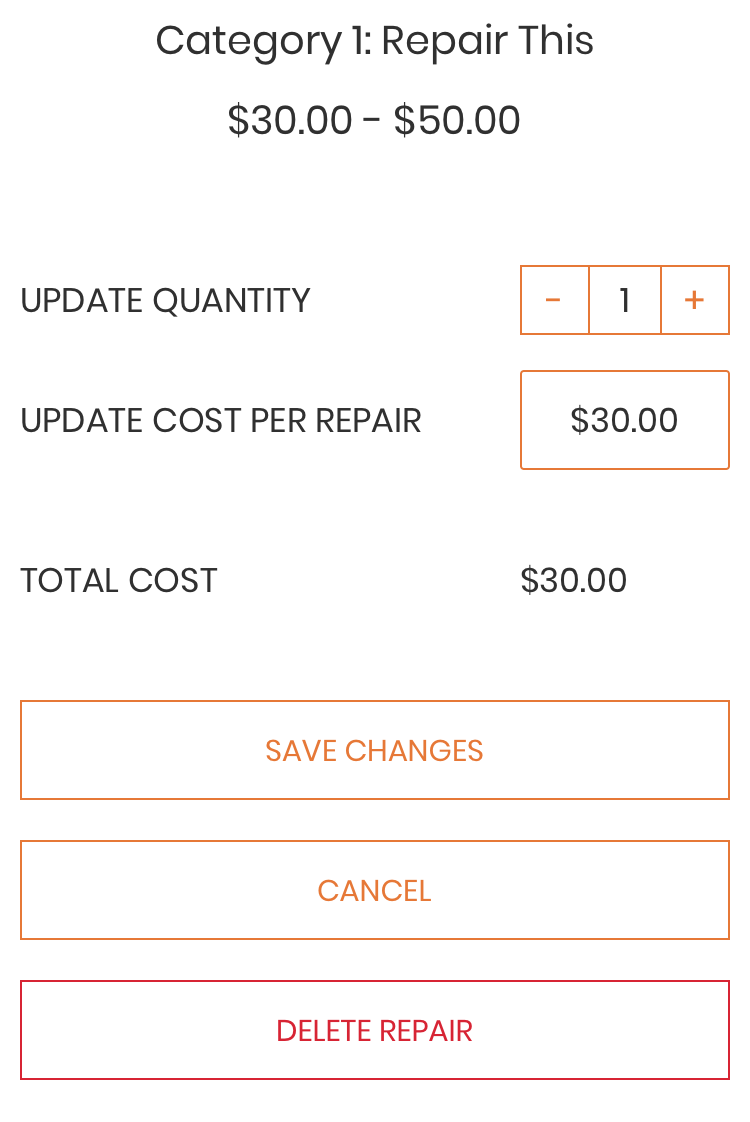 Category 1: Repair This
$30.00 - $50.00
UPDATE QUANTITY - 1 +
UPDATE COST PER REPAIR $30.00
TOTAL COST $30.00
SAVE CHANGES
CANCEL
DELETE REPAIR